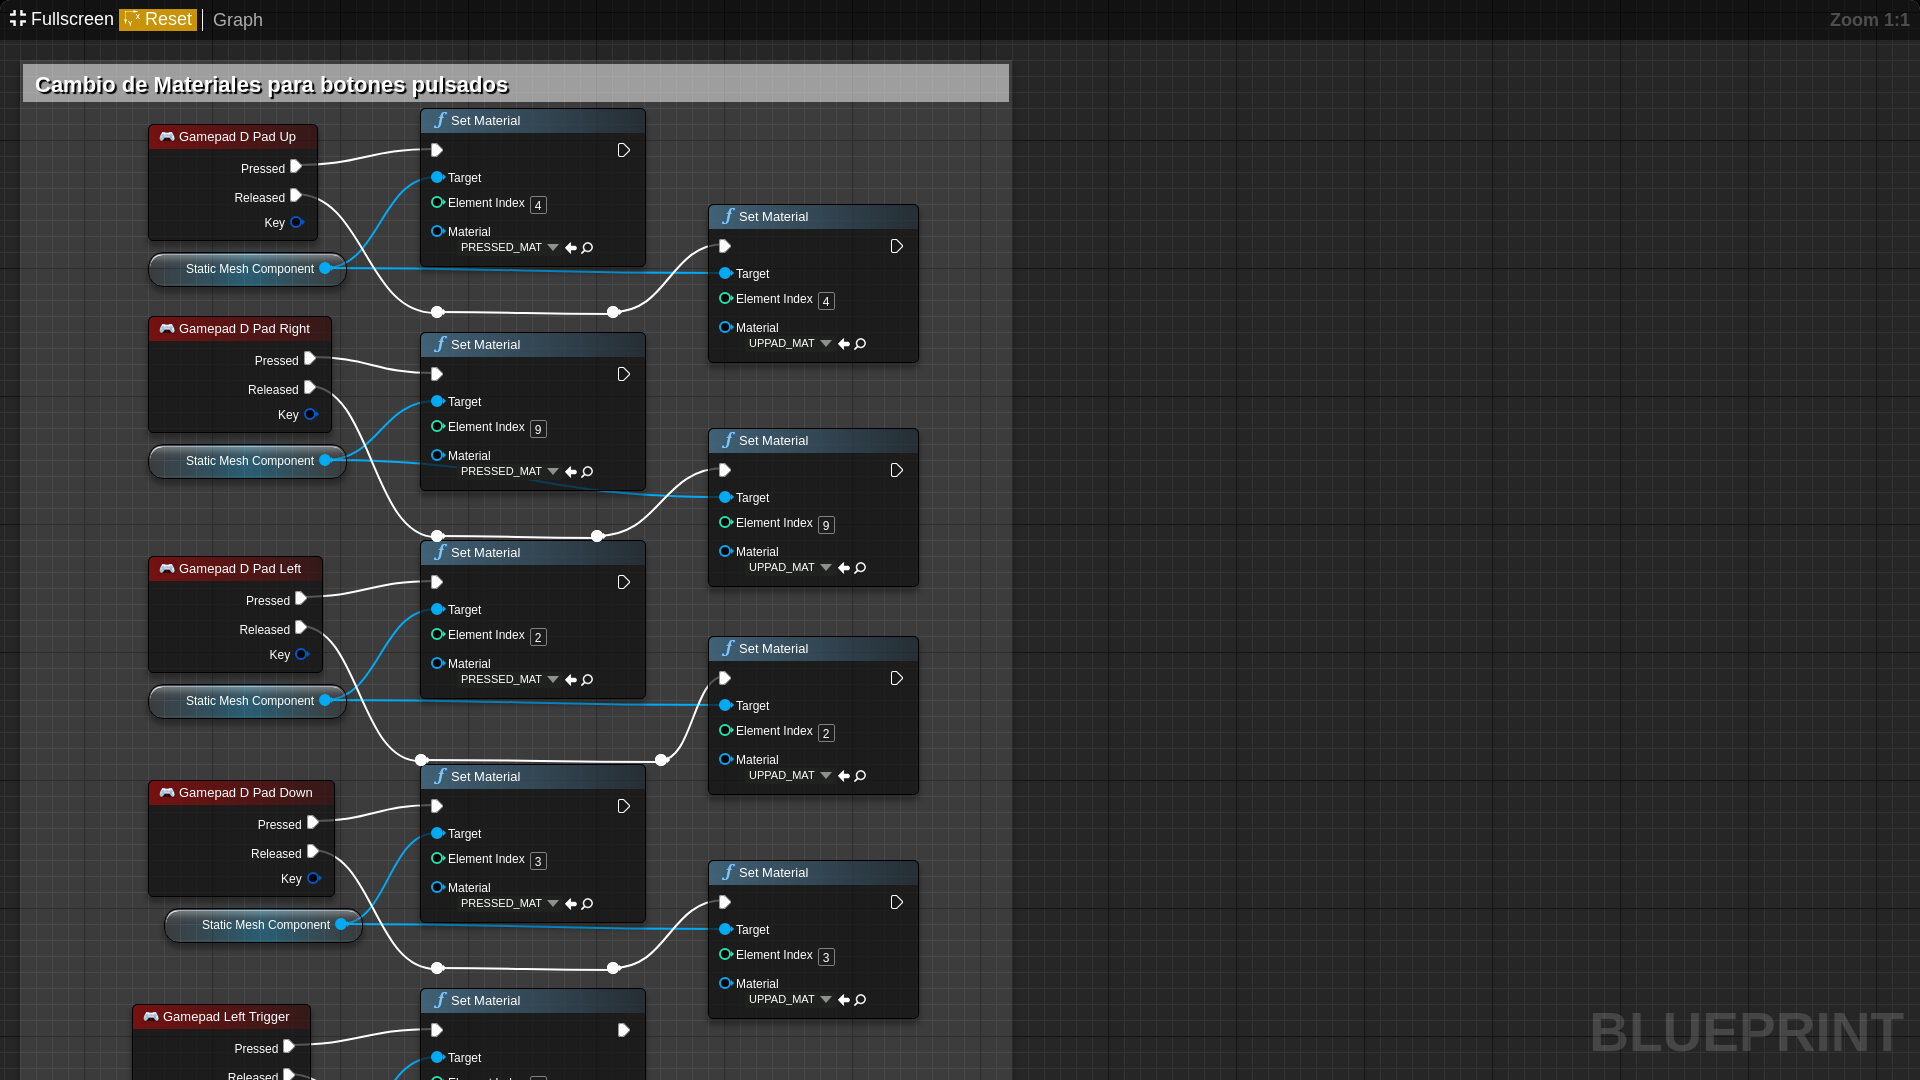 Fullscreen Reset Graph Zoom 1:1
Cambio de Materiales para botones pulsados
Gamepad D Pad Up
Pressed
Released
Key
Static Mesh Component
Set Material
Target
Element Index 4
Material
PRESSED_MAT
Set Material
Target
Element Index 4
Material
UPPAD_MAT
Gamepad D Pad Right
Pressed
Released
Key
Static Mesh Component
Set Material
Target
Element Index 9
Material
PRESSED_MAT
Set Material
Target
Element Index 9
Material
UPPAD_MAT
Gamepad D Pad Left
Pressed
Released
Key
Static Mesh Component
Set Material
Target
Element Index 2
Material
PRESSED_MAT
Set Material
Target
Element Index 2
Material
UPPAD_MAT
Gamepad D Pad Down
Pressed
Released
Key
Static Mesh Component
Set Material
Target
Element Index 3
Material
PRESSED_MAT
Set Material
Target
Element Index 3
Material
UPPAD_MAT
Gamepad Left Trigger
Pressed
Released
Set Material
Target
BLUEPRINT